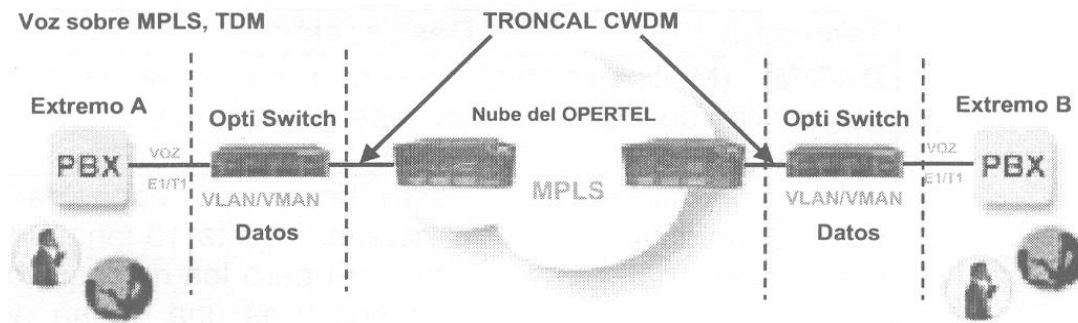 Voz sobre MPLS, TDM
TRONCAL CWDM
Extremo A
Opti Switch
Nube del OPERTEL
Opti Switch
Extremo B
PBX
VOZ
E1/T1
VLAN/VMAN
Datos
MPLS
VLAN/VMAN
Datos
VOZ
E1/T1
PBX